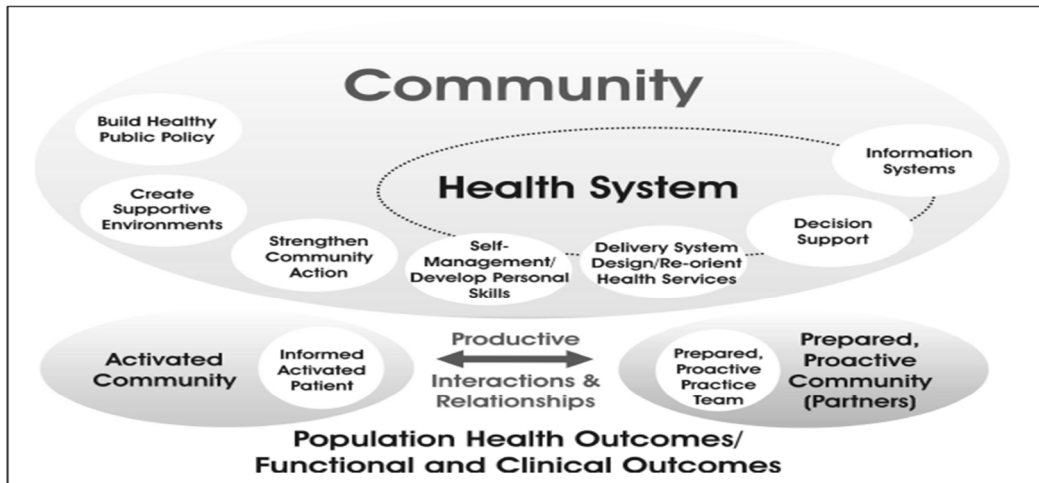 Community
Build Healthy
Public Policy
Create
Supportive
Environments
Strengthen
Community
Action
Health System
Self-
Management/
Develop Personal
Skills
Delivery System
Design/Re-orient
Health Services
Decision
Support
Information
Systems
Activated
Community
Informed
Activated
Patient
Productive
Interactions &
Relationships
Prepared,
Proactive
Practice
Team
Prepared,
Proactive
Community
(Partners)
Population Health Outcomes/
Functional and Clinical Outcomes